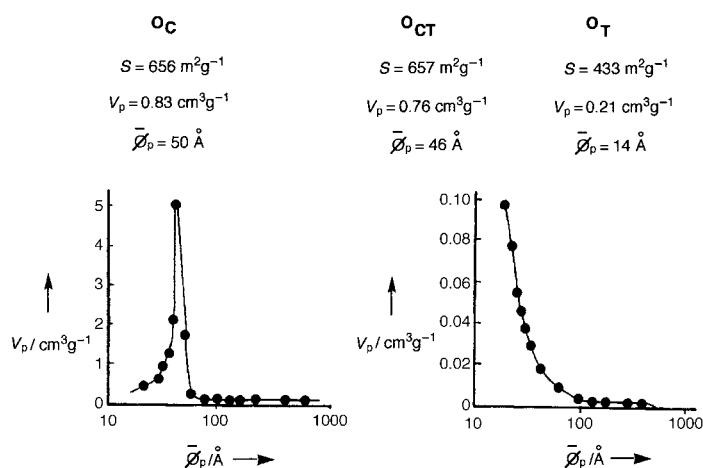 O_C O_CT O_T
S = 656 m²g⁻¹ S = 657 m²g⁻¹ S = 433 m²g⁻¹
V_p = 0.83 cm³g⁻¹ V_p = 0.76 cm³g⁻¹ V_p = 0.21 cm³g⁻¹
Ø̄_p = 50 Å Ø̄_p = 46 Å Ø̄_p = 14 Å
5
4
3
2
1
0
V_p / cm³g⁻¹
10 100 1000
Ø̄_p/Å
0.10
0.08
0.06
0.04
0.02
0
V_p / cm³g⁻¹
10 100 1000
Ø̄_p/Å